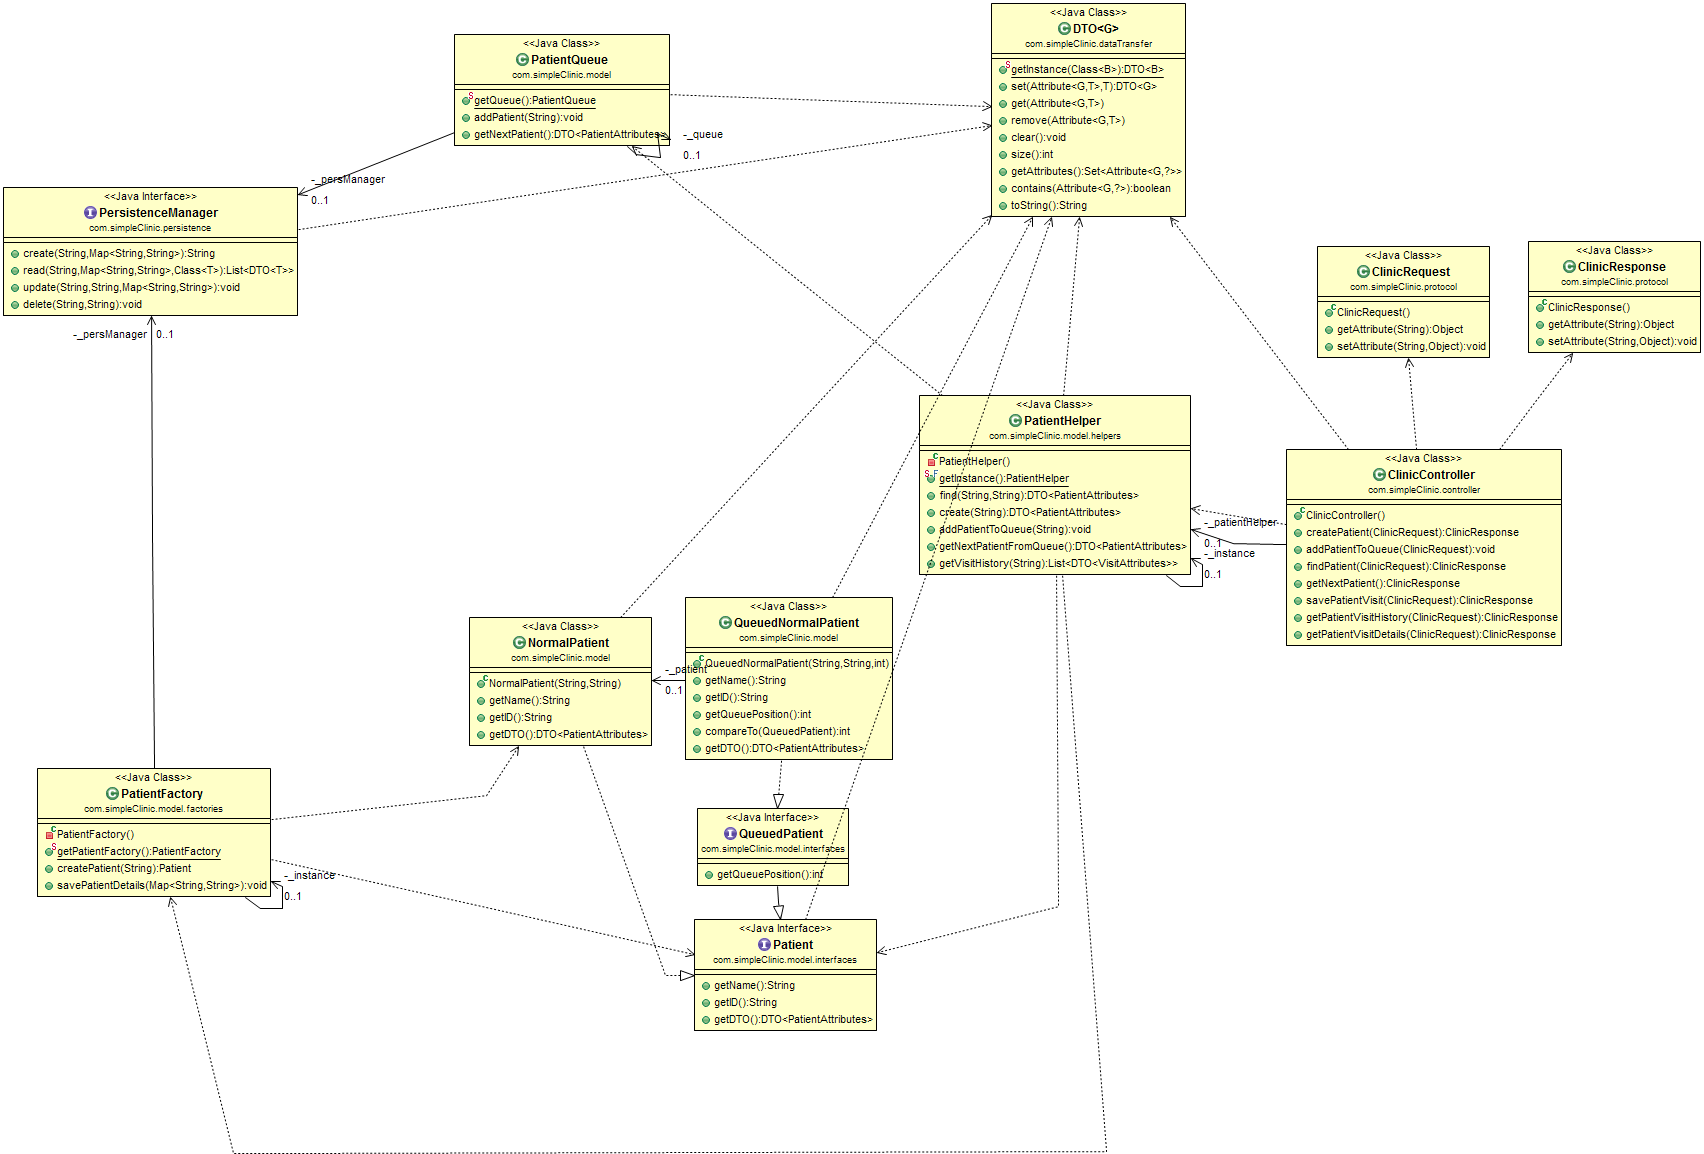 <<Java Class>>
DTO<G>
com.simpleClinic.dataTransfer
getInstance(Class<B>):DTO<B>
set(Attribute<G,T>,T):DTO<G>
get(Attribute<G,T>)
remove(Attribute<G,T>)
clear():void
size():int
getAttributes():Set<Attribute<G,?>>
contains(Attribute<G,?>):boolean
toString():String
<<Java Class>>
PatientQueue
com.simpleClinic.model
getQueue():PatientQueue
addPatient(String):void
getNextPatient():DTO<PatientAttributes>
-_queue
0..1
-_persManager
0..1
<<Java Interface>>
PersistenceManager
com.simpleClinic.persistence
create(String,Map<String,String>):String
read(String,Map<String,String>,Class<T>):List<DTO<T>>
update(String,String,Map<String,String>):void
delete(String,String):void
-_persManager
0..1
<<Java Class>>
ClinicRequest
com.simpleClinic.protocol
ClinicRequest()
getAttribute(String):Object
setAttribute(String,Object):void
<<Java Class>>
ClinicResponse
com.simpleClinic.protocol
ClinicResponse()
getAttribute(String):Object
setAttribute(String,Object):void
<<Java Class>>
PatientHelper
com.simpleClinic.model.helpers
PatientHelper()
getInstance():PatientHelper
find(String,String):DTO<PatientAttributes>
create(String):DTO<PatientAttributes>
addPatientToQueue(String):void
getNextPatientFromQueue():DTO<PatientAttributes>
getVisitHistory(String):List<DTO<VisitAttributes>>
-_patientHelper
0..1
-_instance
0..1
<<Java Class>>
ClinicController
com.simpleClinic.controller
ClinicController()
createPatient(ClinicRequest):ClinicResponse
addPatientToQueue(ClinicRequest):void
findPatient(ClinicRequest):ClinicResponse
getNextPatient():ClinicResponse
savePatientVisit(ClinicRequest):ClinicResponse
getPatientVisitHistory(ClinicRequest):ClinicResponse
getPatientVisitDetails(ClinicRequest):ClinicResponse
<<Java Class>>
NormalPatient
com.simpleClinic.model
NormalPatient(String,String)
getName():String
getID():String
getDTO():DTO<PatientAttributes>
-_patient
0..1
<<Java Class>>
QueuedNormalPatient
com.simpleClinic.model
QueuedNormalPatient(String,String,int)
getName():String
getID():String
getQueuePosition():int
compareTo(QueuedPatient):int
getDTO():DTO<PatientAttributes>
<<Java Class>>
PatientFactory
com.simpleClinic.model.factories
PatientFactory()
getPatientFactory():PatientFactory
createPatient(String):Patient
savePatientDetails(Map<String,String>):void
-_instance
0..1
<<Java Interface>>
QueuedPatient
com.simpleClinic.model.interfaces
getQueuePosition():int
<<Java Interface>>
Patient
com.simpleClinic.model.interfaces
getName():String
getID():String
getDTO():DTO<PatientAttributes>